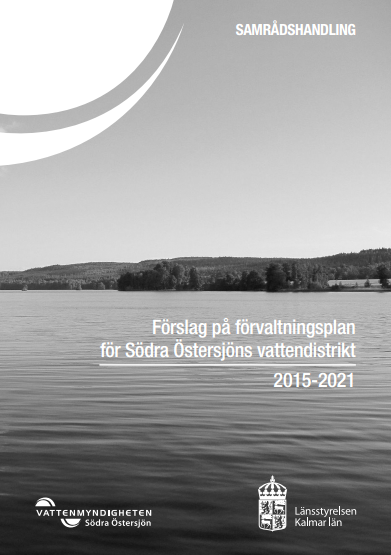 SAMRÅDSHANDLING
Förslag på förvaltningsplan
för Södra Östersjöns vattendistrikt
2015-2021
VATTENMYNDIGHETEN
Södra Östersjön
Länsstyrelsen
Kalmar län